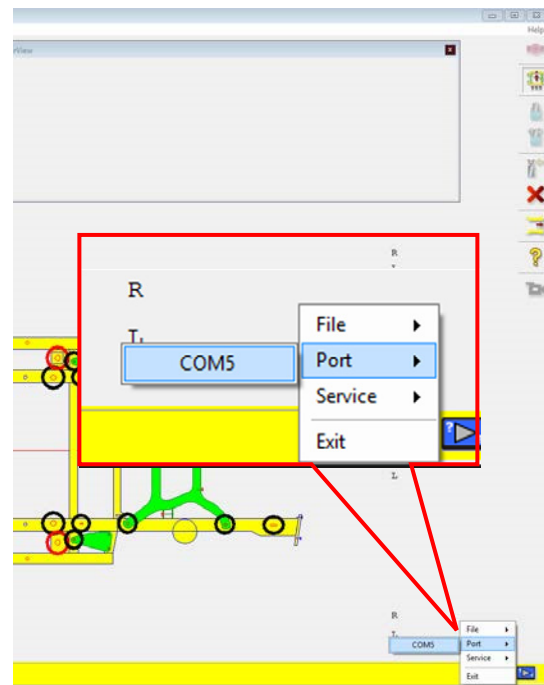 Help
View
R
R
L
File
COM5
Port
Service
Exit
?
L
R
L
File
COM5
Port
Service
Exit